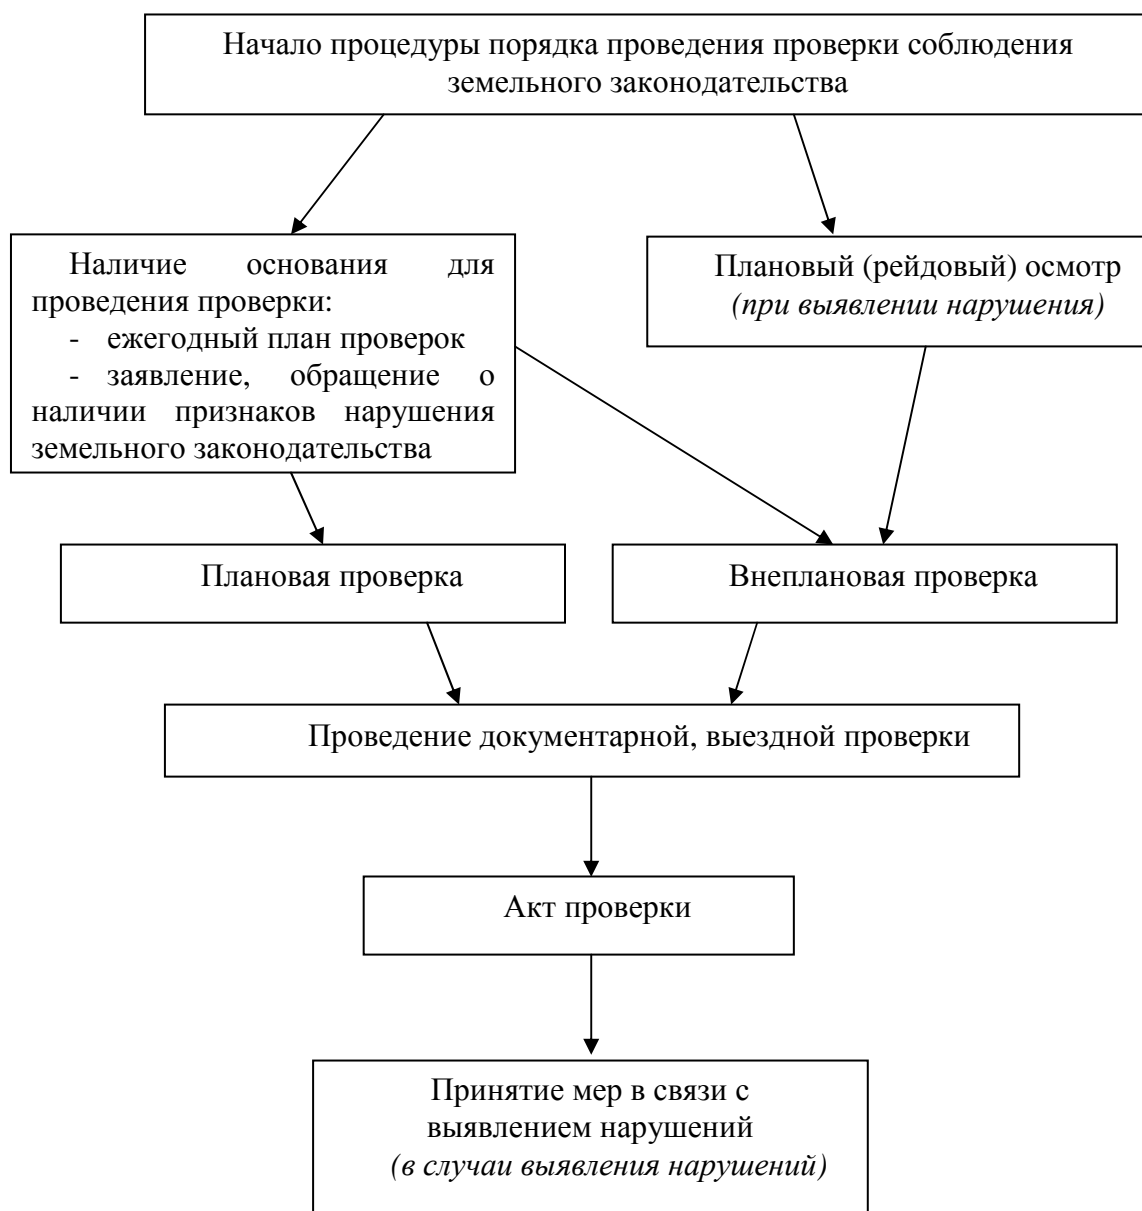 Начало процедуры порядка проведения проверки соблюдения
земельного законодательства
Наличие основания для
проведения проверки:
- ежегодный план проверок
- заявление, обращение о
наличии признаков нарушения
земельного законодательства
Плановый (рейдовый) осмотр
(при выявлении нарушения)
Плановая проверка
Внеплановая проверка
Проведение документарной, выездной проверки
Акт проверки
Принятие мер в связи с
выявлением нарушений
(в случаи выявления нарушений)